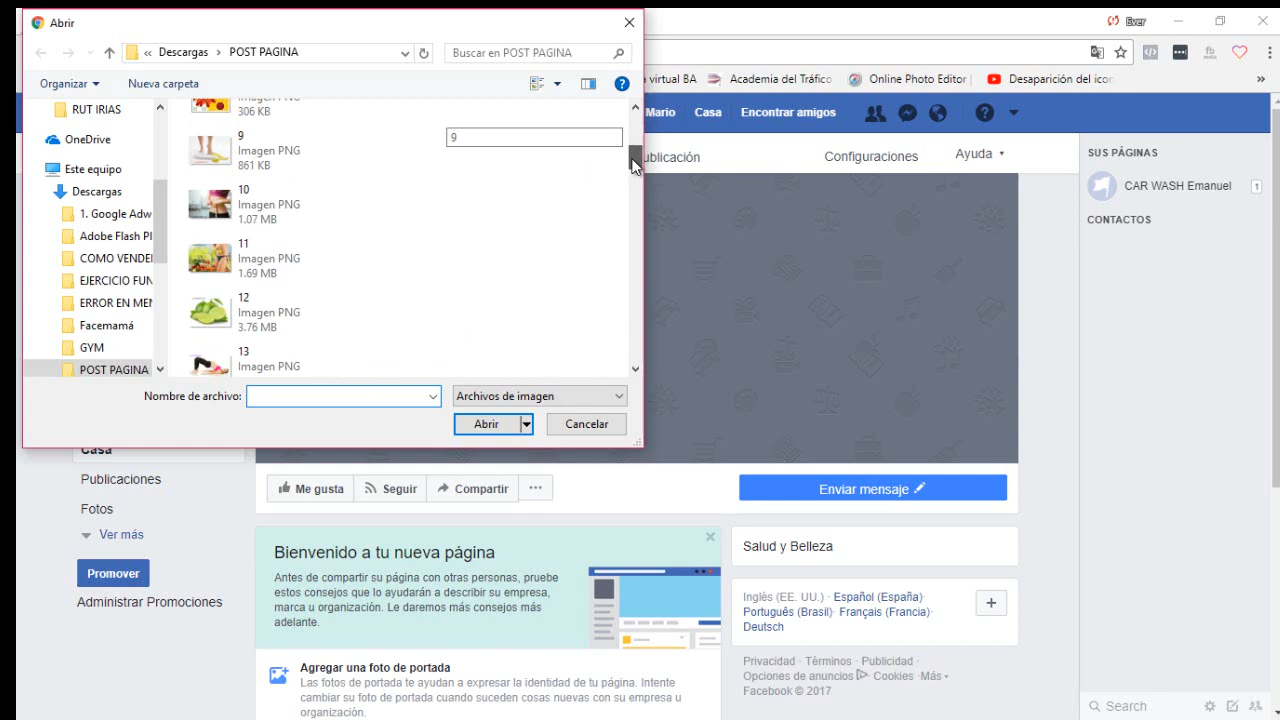 Abrir
Ever
« Descargas › POST PAGINA
Buscar en POST PAGINA
Organizar
Nueva carpeta
a virtual BA
Academia del Tráfico
Online Photo Editor
Desaparición del icor
»
RUT IRIAS
OneDrive
Este equipo
Descargas
1. Google Adw
Adobe Flash Pl
COMO VENDE
EJERCICIO FUN
ERROR EN MEN
Facemamá
GYM
POST PAGINA
Imagen PNG
306 KB
9
Imagen PNG
861 KB
9
10
Imagen PNG
1.07 MB
11
Imagen PNG
1.69 MB
12
Imagen PNG
3.76 MB
13
Imagen PNG
Nombre de archivo:
Archivos de imagen
Abrir
Cancelar
Mario
Casa
Encontrar amigos
ublicación
Configuraciones
Ayuda
SUS PÁGINAS
CAR WASH Emanuel
1
CONTACTOS
Casa
Publicaciones
Fotos
Ver más
Promover
Administrar Promociones
Me gusta
Seguir
Compartir
···
Enviar mensaje
Bienvenido a tu nueva página
Antes de compartir su página con otras personas, pruebe
estos consejos que lo ayudarán a describir su empresa,
marca u organización. Le daremos más consejos más
adelante.
Agregar una foto de portada
Las fotos de portada te ayudan a expresar la identidad de tu página. Intente
cambiar su foto de portada cuando suceden cosas nuevas con su empresa u
organización.
Salud y Belleza
Inglés (EE. UU.) · Español (España)·
Português (Brasil)· Français (Francia)·
Deutsch
+
Privacidad · Términos · Publicidad ·
Opciones de anuncios · Cookies ·Más
Facebook © 2017
Search